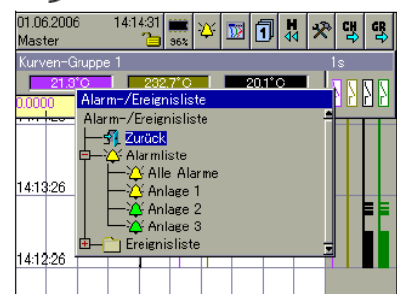 01.06.2006 14:14:31
Master 96% 1 H CH GR
Kurven-Gruppe 1 1s
21.3°C 232.7°C 20.1°C
0.0000
Alarm-/Ereignisliste
Alarm-/Ereignisliste
Zurück
Alarmliste
Alle Alarme
Anlage 1
Anlage 2
Anlage 3
Ereignisliste
14:13:26
14:12:26